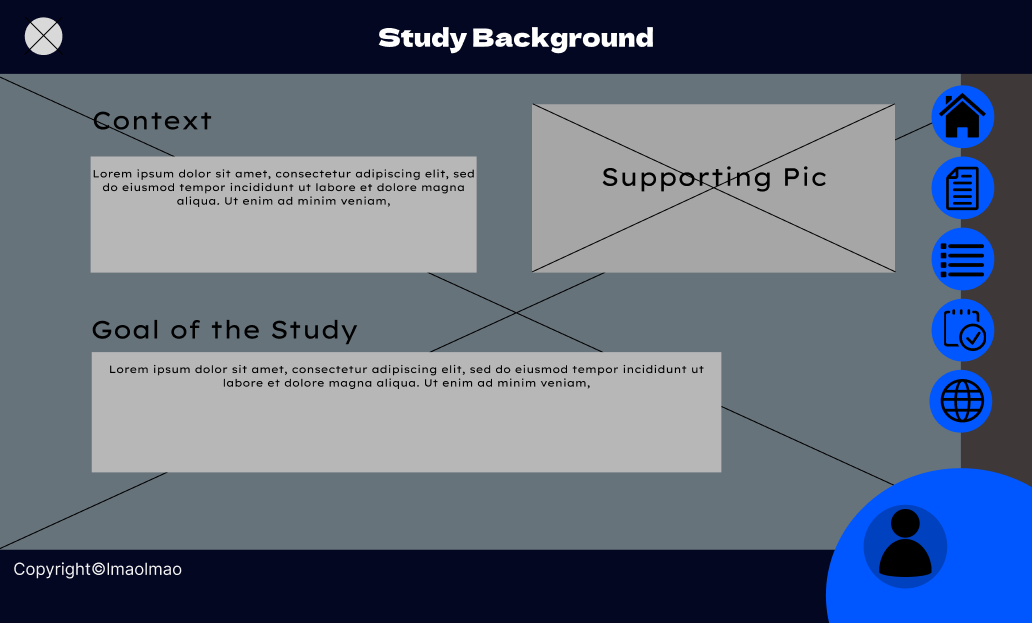 Study Background
Context
Lorem ipsum dolor sit amet, consectetur adipiscing elit, sed
do eiusmod tempor incididunt ut labore et dolore magna
aliqua. Ut enim ad minim veniam,
Supporting Pic
Goal of the Study
Lorem ipsum dolor sit amet, consectetur adipiscing elit, sed do eiusmod tempor incididunt ut
labore et dolore magna aliqua. Ut enim ad minim veniam,
Copyright©lmaolmao